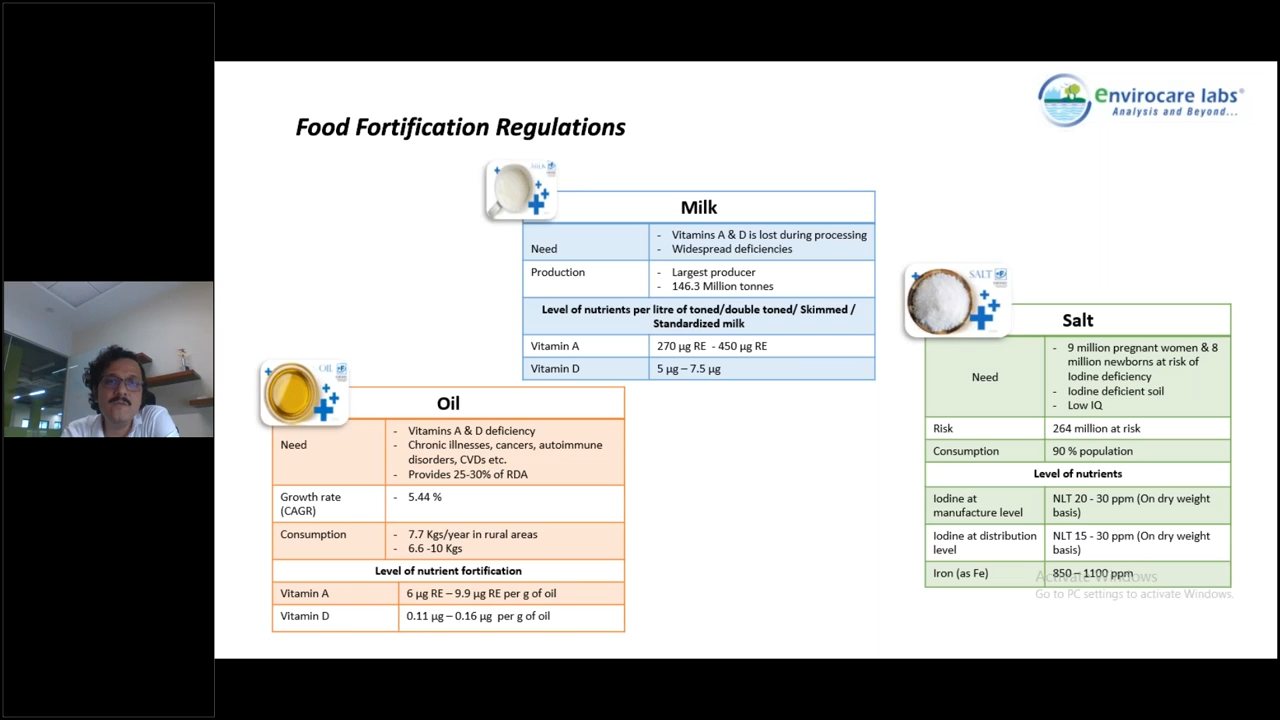 envirocare labs®
Analysis and Beyond...
Food Fortification Regulations
MILK
Milk
Need
- Vitamins A & D is lost during processing
- Widespread deficiencies
Production
- Largest producer
- 146.3 Million tonnes
Level of nutrients per litre of toned/double toned/ Skimmed /
Standardized milk
Vitamin A
270 µg RE - 450 µg RE
Vitamin D
5 µg – 7.5 µg
SALT
Salt
Need
- 9 million pregnant women & 8
million newborns at risk of
Iodine deficiency
- Iodine deficient soil
- Low IQ
Risk
264 million at risk
Consumption
90 % population
Level of nutrients
Iodine at
manufacture level
NLT 20 - 30 ppm (On dry weight
basis)
Iodine at distribution
level
NLT 15 - 30 ppm (On dry weight
basis)
Iron (as Fe)
850 – 1100 ppm
OIL
Oil
Need
- Vitamins A & D deficiency
- Chronic illnesses, cancers, autoimmune
disorders, CVDs etc.
- Provides 25-30% of RDA
Growth rate
(CAGR)
- 5.44 %
Consumption
- 7.7 Kgs/year in rural areas
- 6.6 -10 Kgs
Level of nutrient fortification
Vitamin A
6 µg RE – 9.9 µg RE per g of oil
Vitamin D
0.11 µg – 0.16 µg per g of oil
Activate Windows
Go to PC settings to activate Windows.